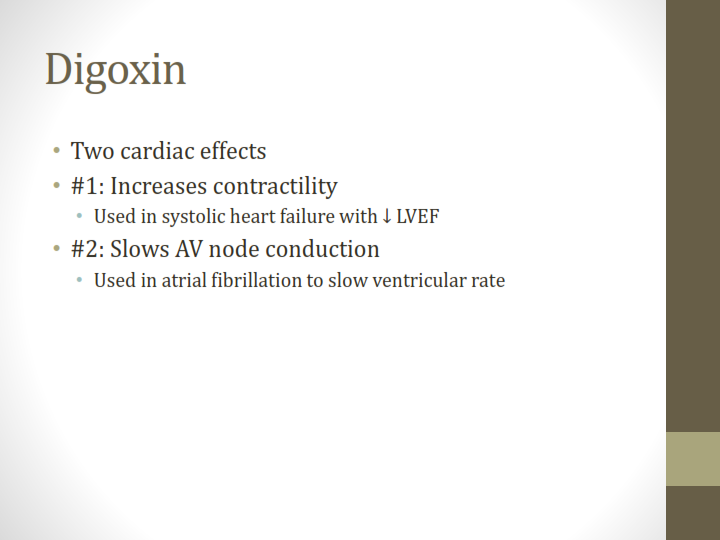 Digoxin
• Two cardiac effects
• #1: Increases contractility
• Used in systolic heart failure with ↓ LVEF
• #2: Slows AV node conduction
• Used in atrial fibrillation to slow ventricular rate